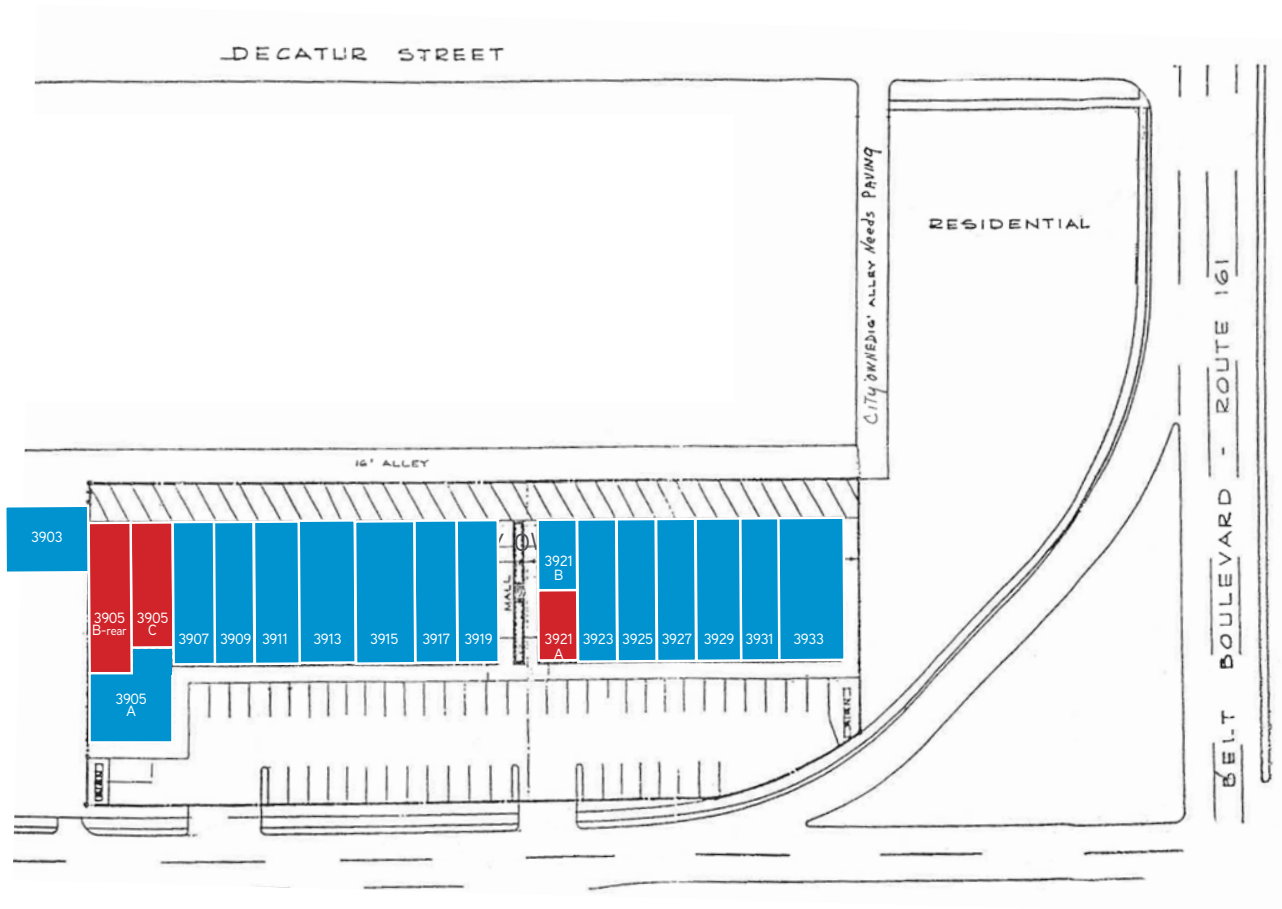 DECATUR STREET
CITY OWNED 16' ALLEY Needs PAVING
RESIDENTIAL
BELT BOULEVARD - ROUTE 161
16' ALLEY
3903
3905
B-rear
3905
C
3905
A
3907
3909
3911
3913
3915
3917
3919
MALL
3921
B
3921
A
3923
3925
3927
3929
3931
3933